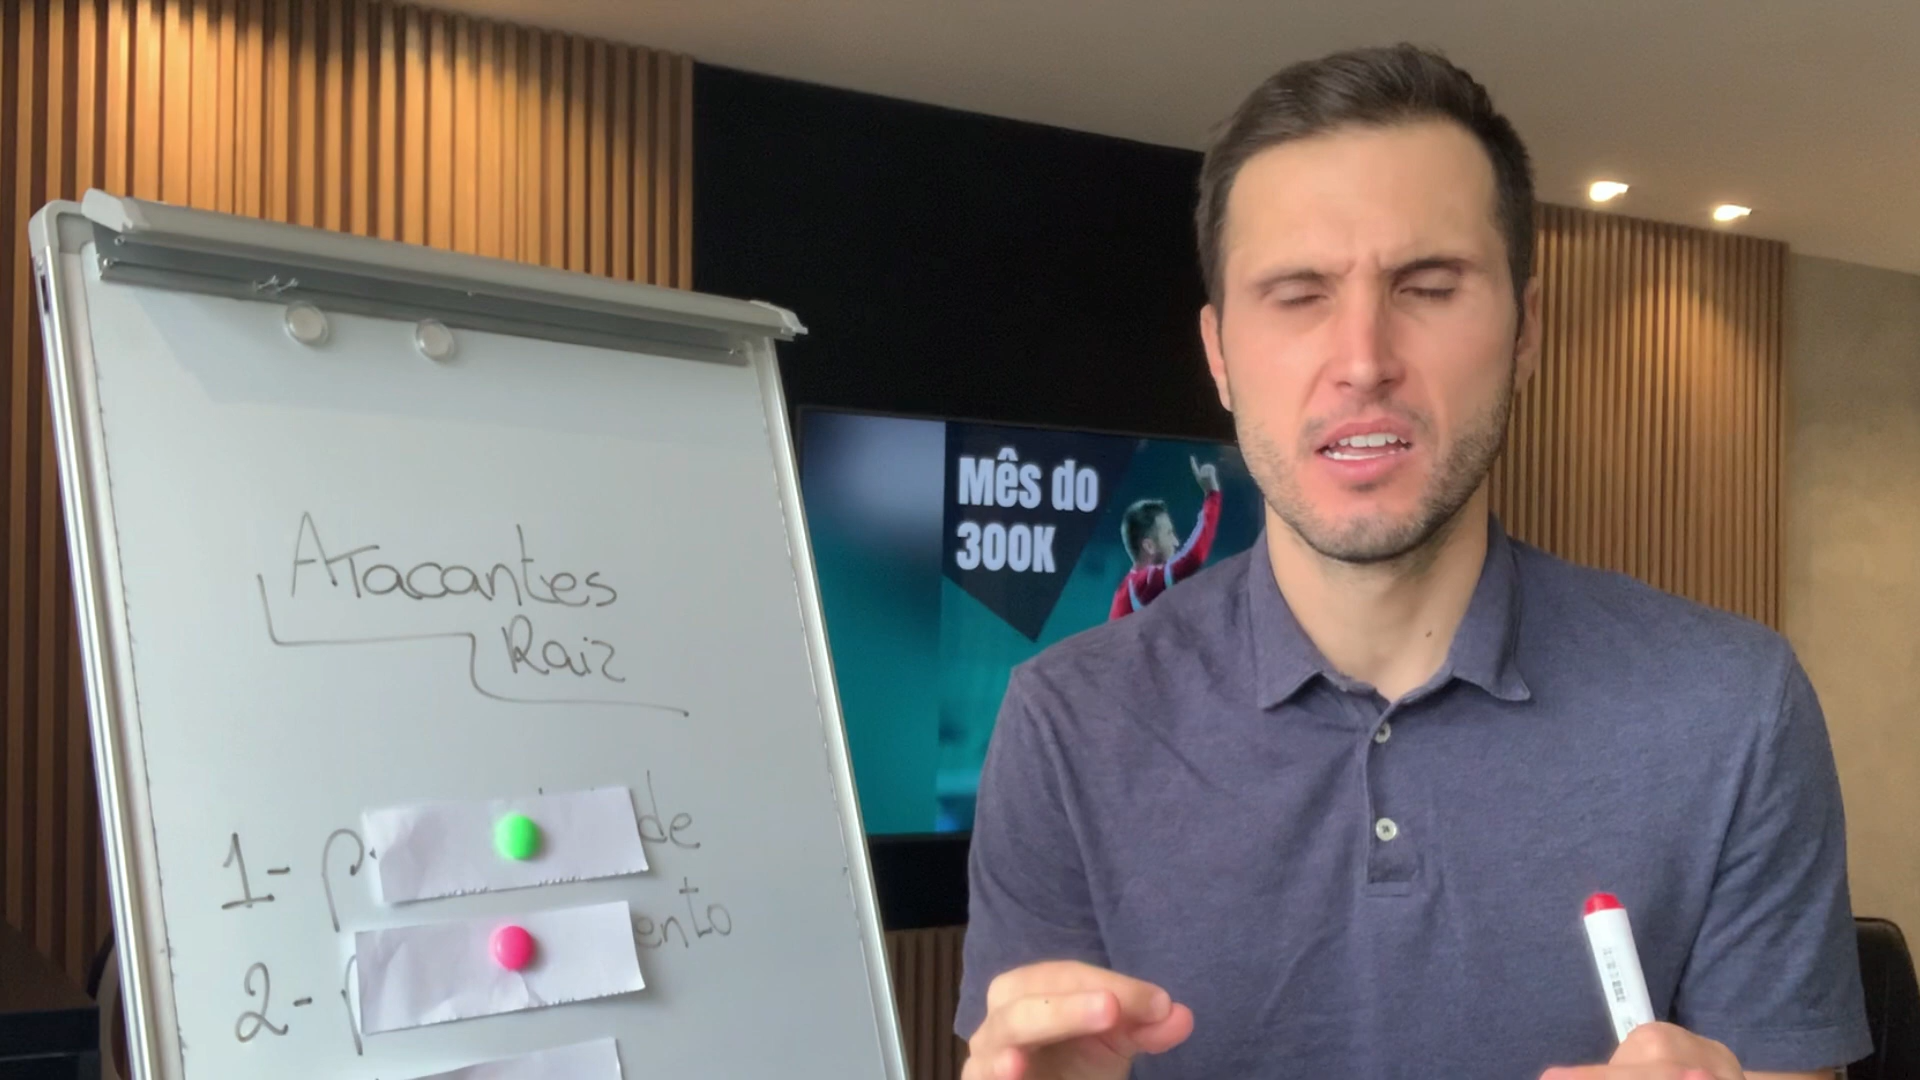 Atacantes
Raiz
1- p de
ento
2- p
Mês do
300K